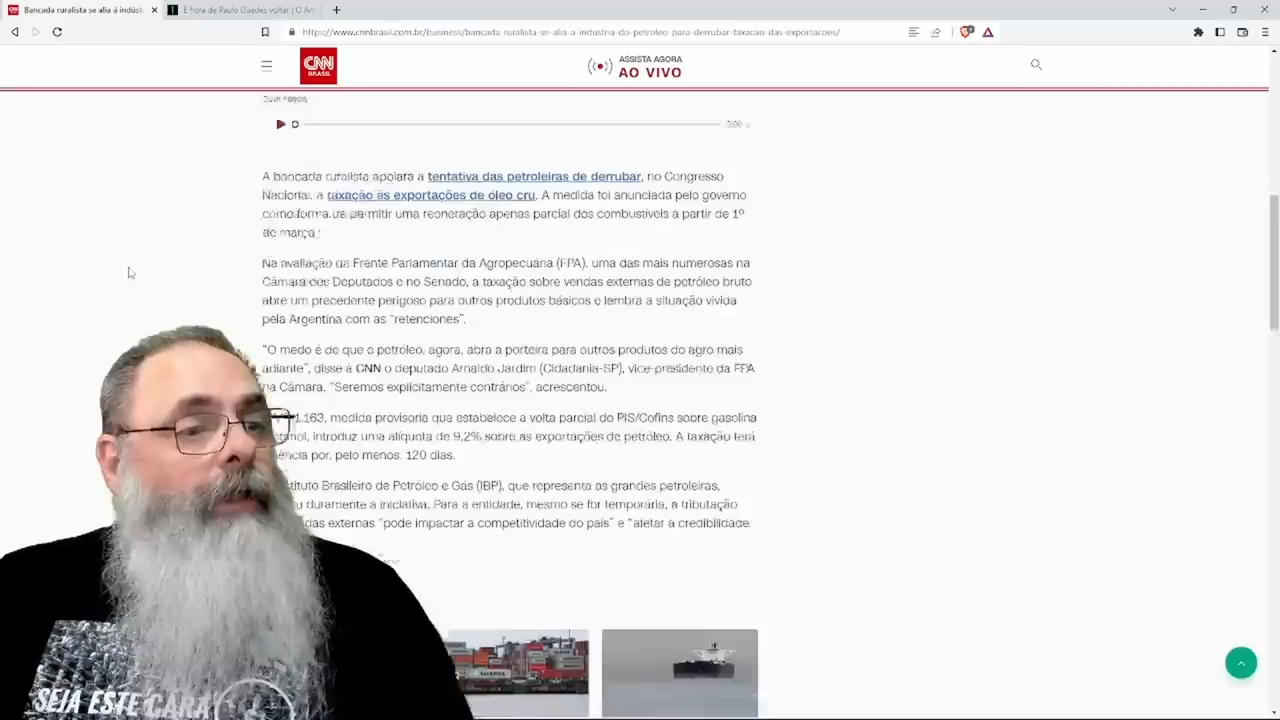 Bancada ruralista se alia à indúst
É hora de Paulo Guedes voltar | O An
https://www.cnnbrasil.com.br/business/bancada-ruralista-se-alia-a-industria-do-petroleo-para-derrubar-taxacao-das-exportacoes/
CNN
BRASIL
ASSISTA AGORA
AO VIVO
Ouvir notícia
0:00
A bancada ruralista apoiará a tentativa das petroleiras de derrubar, no Congresso
Nacional, a taxação às exportações de óleo cru. A medida foi anunciada pelo governo
como forma de permitir uma reoneração apenas parcial dos combustíveis a partir de 1º
de março.
Na avaliação da Frente Parlamentar da Agropecuária (FPA), uma das mais numerosas na
Câmara dos Deputados e no Senado, a taxação sobre vendas externas de petróleo bruto
abre um precedente perigoso para outros produtos básicos e lembra a situação vivida
pela Argentina com as “retenciones”.
“O medo é de que o petróleo, agora, abra a porteira para outros produtos do agro mais
adiante”, disse à CNN o deputado Arnaldo Jardim (Cidadania-SP), vice-presidente da FPA
na Câmara. “Seremos explicitamente contrários”, acrescentou.
1.163, medida provisória que estabelece a volta parcial do PIS/Cofins sobre gasolina
etanol, introduz uma alíquota de 9,2% sobre as exportações de petróleo. A taxação terá
ência por, pelo menos, 120 dias.
stituto Brasileiro de Petróleo e Gás (IBP), que representa as grandes petroleiras,
u duramente a iniciativa. Para a entidade, mesmo se for temporária, a tributação
das externas “pode impactar a competitividade do país” e “afetar a credibilidade
SEJA ESTE CARA